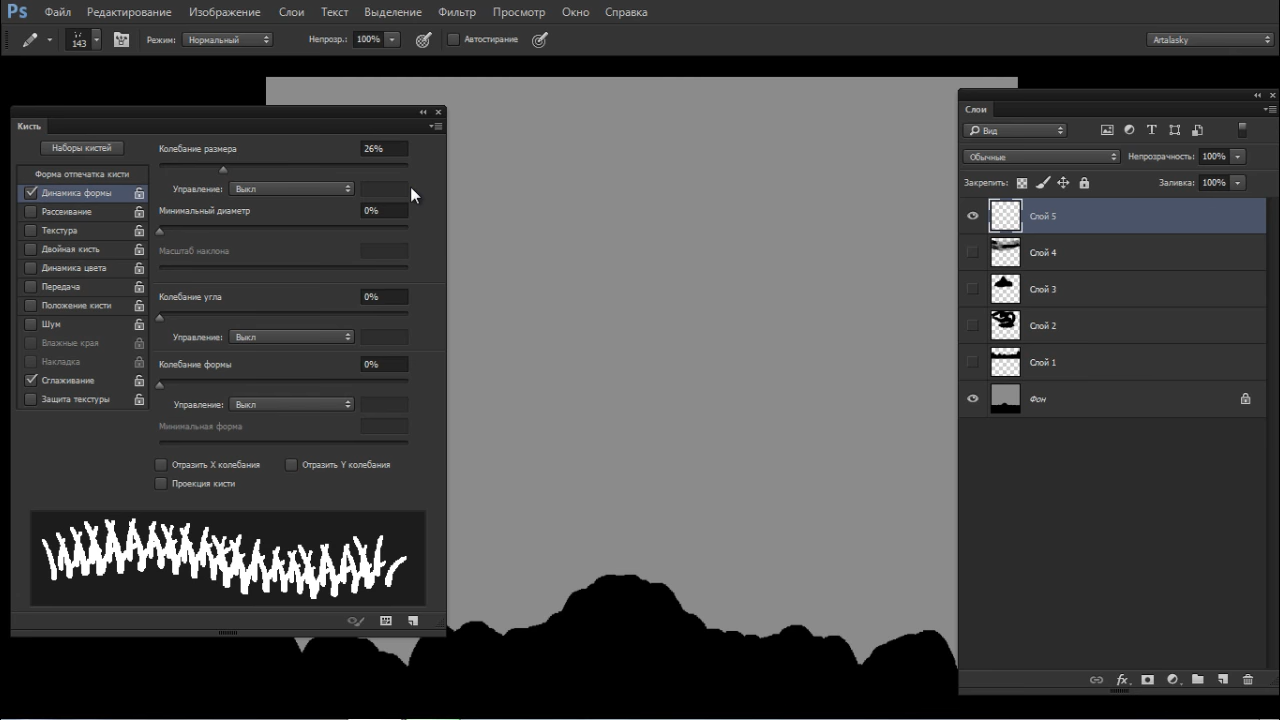 Ps Файл Редактирование Изображение Слои Текст Выделение Фильтр Просмотр Окно Справка
143 Режим: Нормальный Непрозр.: 100% Автостирание Artalasky
Кисть
Наборы кистей
Форма отпечатка кисти
Динамика формы
Рассеивание
Текстура
Двойная кисть
Динамика цвета
Передача
Положение кисти
Шум
Влажные края
Накладка
Сглаживание
Защита текстуры
Колебание размера 26%
Управление: Выкл
Минимальный диаметр 0%
Масштаб наклона
Колебание угла 0%
Управление: Выкл
Колебание формы 0%
Управление: Выкл
Минимальная форма
Отразить X колебания Отразить Y колебания
Проекция кисти
Слои
Вид
Обычные Непрозрачность: 100%
Закрепить: Заливка: 100%
Слой 5
Слой 4
Слой 3
Слой 2
Слой 1
Фон
fx